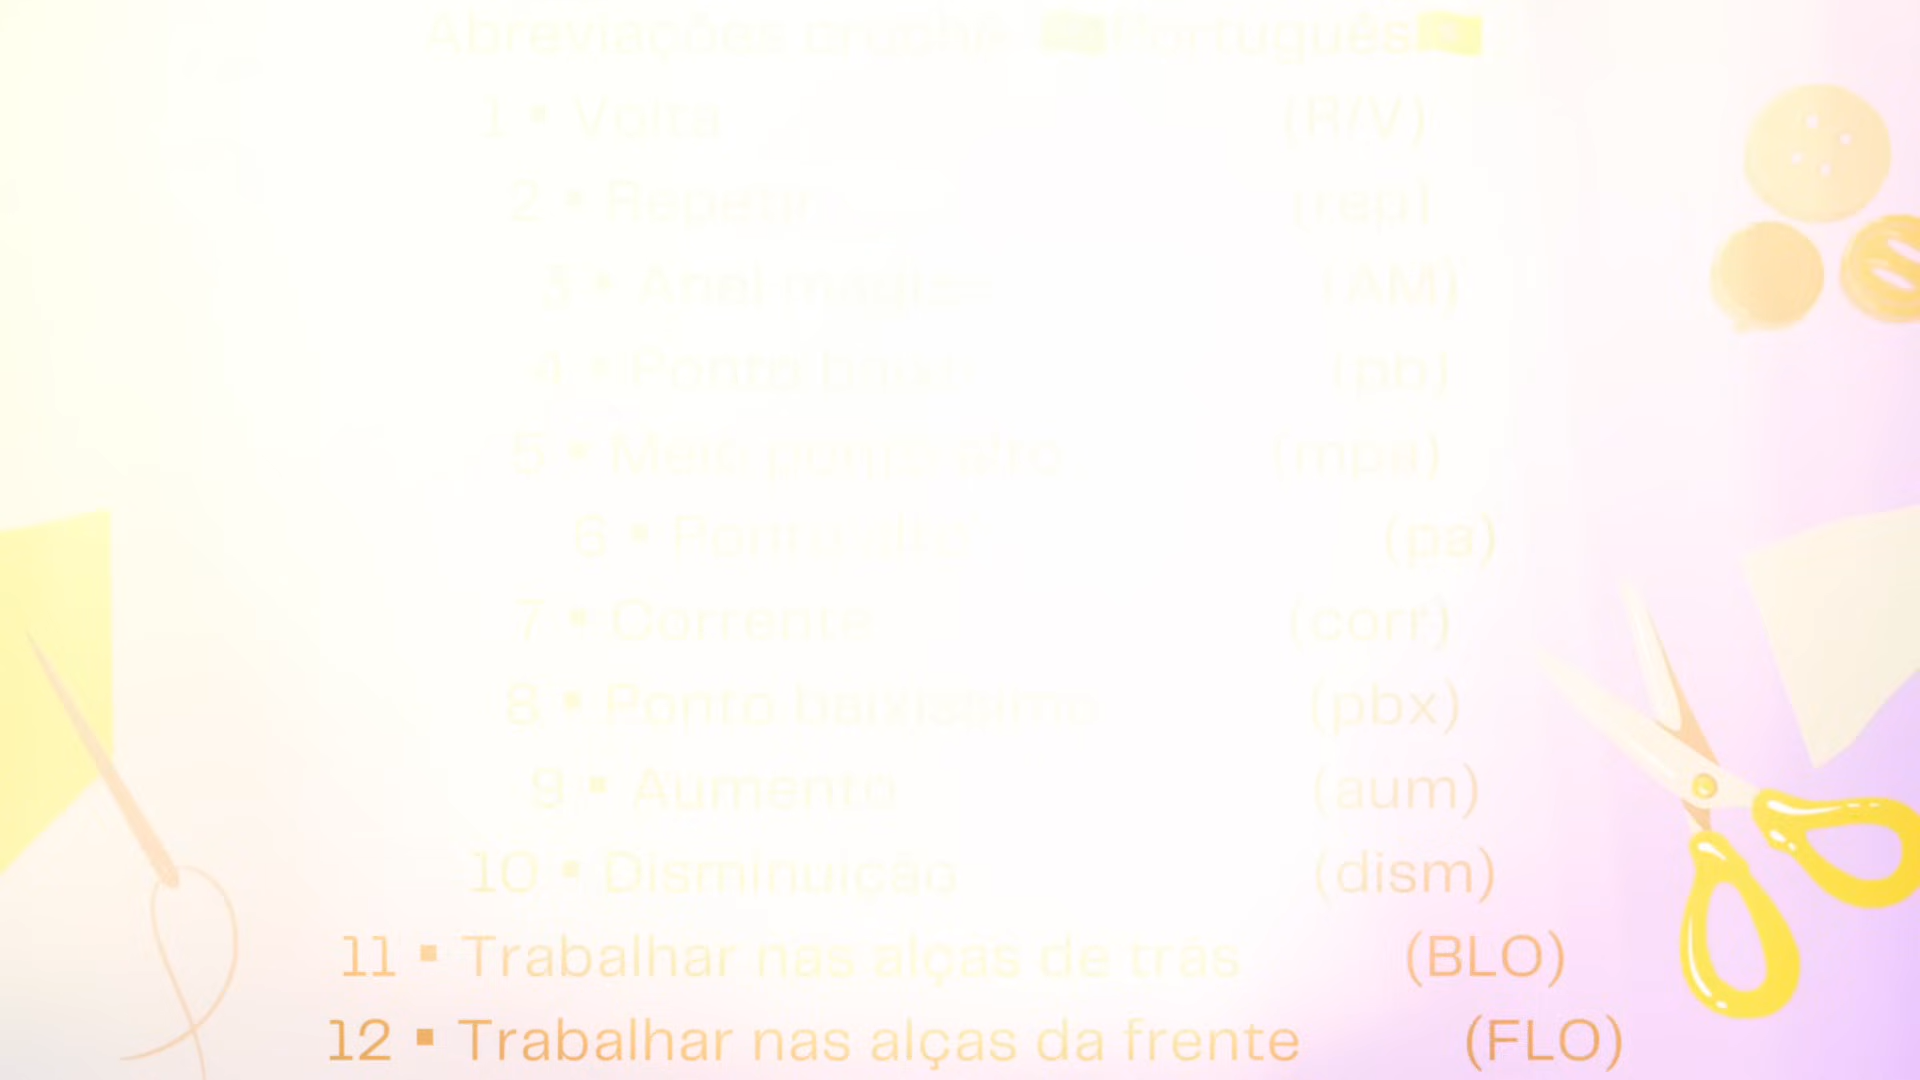 Abreviações crochê Português
1 ▪ Volta (R/V)
2 ▪ Repetir (rep)
3 ▪ Anel mágico (AM)
4 ▪ Ponto baixo (pb)
5 ▪ Meio ponto alto (mpa)
6 ▪ Ponto alto (pa)
7 ▪ Corrente (corr)
8 ▪ Ponto baixíssimo (pbx)
9 ▪ Aumento (aum)
10 ▪ Disminuição (dism)
11 ▪ Trabalhar nas alças de trás (BLO)
12 ▪ Trabalhar nas alças da frente (FLO)